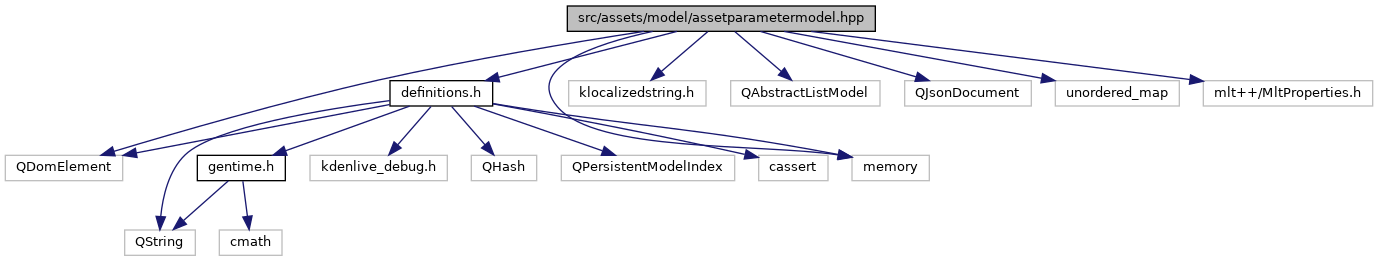 src/assets/model/assetparametermodel.hpp
definitions.h
klocalizedstring.h
QAbstractListModel
QJsonDocument
unordered_map
mlt++/MltProperties.h
QDomElement
gentime.h
kdenlive_debug.h
QHash
QPersistentModelIndex
cassert
memory
QString
cmath